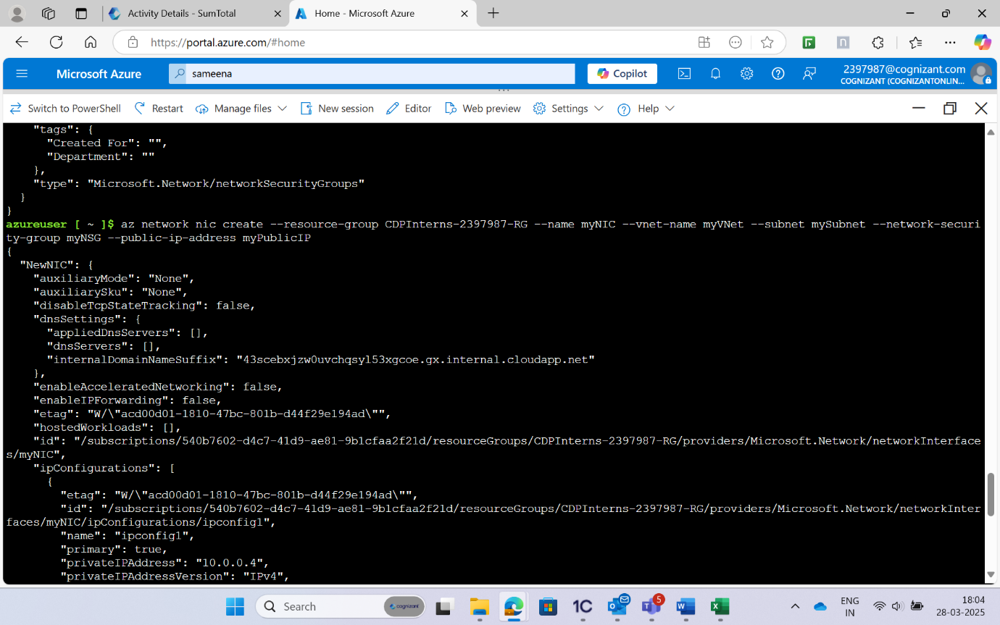 Activity Details - SumTotal
Home - Microsoft Azure
https://portal.azure.com/#home
Microsoft Azure
sameena
Copilot
2397987@cognizant.com
COGNIZANT (COGNIZANTONLIN...
Switch to PowerShell Restart Manage files New session Editor Web preview Settings Help
"tags": {
"Created For": "",
"Department": ""
},
"type": "Microsoft.Network/networkSecurityGroups"
}
}
azureuser [ ~ ]$ az network nic create --resource-group CDPInterns-2397987-RG --name myNIC --vnet-name myVNet --subnet mySubnet --network-securi
ty-group myNSG --public-ip-address myPublicIP
{
"NewNIC": {
"auxiliaryMode": "None",
"auxiliarySku": "None",
"disableTcpStateTracking": false,
"dnsSettings": {
"appliedDnsServers": [],
"dnsServers": [],
"internalDomainNameSuffix": "43scebxjzw0uvchqsyl53xgcoe.gx.internal.cloudapp.net"
},
"enableAcceleratedNetworking": false,
"enableIPForwarding": false,
"etag": "W/\"acd00d01-1810-47bc-801b-d44f29e194ad\"",
"hostedWorkloads": [],
"id": "/subscriptions/540b7602-d4c7-41d9-ae81-9b1cfaa2f21d/resourceGroups/CDPInterns-2397987-RG/providers/Microsoft.Network/networkInterface
s/myNIC",
"ipConfigurations": [
{
"etag": "W/\"acd00d01-1810-47bc-801b-d44f29e194ad\"",
"id": "/subscriptions/540b7602-d4c7-41d9-ae81-9b1cfaa2f21d/resourceGroups/CDPInterns-2397987-RG/providers/Microsoft.Network/networkInter
faces/myNIC/ipConfigurations/ipconfig1",
"name": "ipconfig1",
"primary": true,
"privateIPAddress": "10.0.0.4",
"privateIPAddressVersion": "IPv4",
Search
cognizant
1C
5
ENG
IN
18:04
28-03-2025